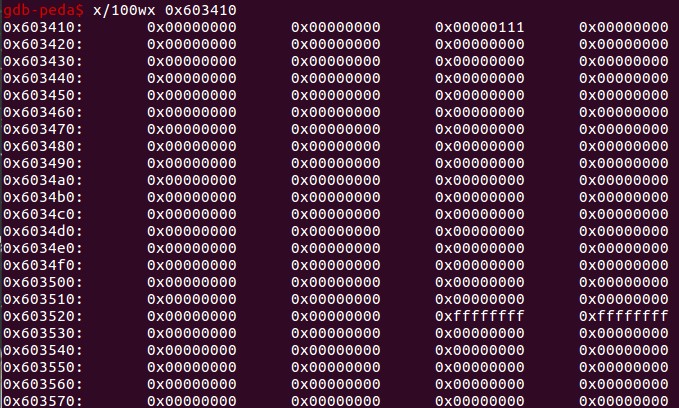 gdb-peda$ x/100wx 0x603410
0x603410: 0x00000000 0x00000000 0x00000111 0x00000000
0x603420: 0x00000000 0x00000000 0x00000000 0x00000000
0x603430: 0x00000000 0x00000000 0x00000000 0x00000000
0x603440: 0x00000000 0x00000000 0x00000000 0x00000000
0x603450: 0x00000000 0x00000000 0x00000000 0x00000000
0x603460: 0x00000000 0x00000000 0x00000000 0x00000000
0x603470: 0x00000000 0x00000000 0x00000000 0x00000000
0x603480: 0x00000000 0x00000000 0x00000000 0x00000000
0x603490: 0x00000000 0x00000000 0x00000000 0x00000000
0x6034a0: 0x00000000 0x00000000 0x00000000 0x00000000
0x6034b0: 0x00000000 0x00000000 0x00000000 0x00000000
0x6034c0: 0x00000000 0x00000000 0x00000000 0x00000000
0x6034d0: 0x00000000 0x00000000 0x00000000 0x00000000
0x6034e0: 0x00000000 0x00000000 0x00000000 0x00000000
0x6034f0: 0x00000000 0x00000000 0x00000000 0x00000000
0x603500: 0x00000000 0x00000000 0x00000000 0x00000000
0x603510: 0x00000000 0x00000000 0x00000000 0x00000000
0x603520: 0x00000000 0x00000000 0xffffffff 0xffffffff
0x603530: 0x00000000 0x00000000 0x00000000 0x00000000
0x603540: 0x00000000 0x00000000 0x00000000 0x00000000
0x603550: 0x00000000 0x00000000 0x00000000 0x00000000
0x603560: 0x00000000 0x00000000 0x00000000 0x00000000
0x603570: 0x00000000 0x00000000 0x00000000 0x00000000